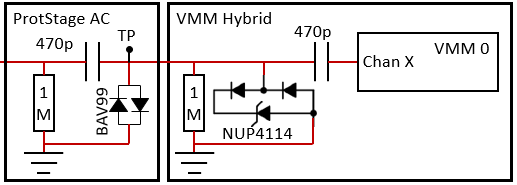 ProtStage AC
VMM Hybrid
470p
TP
470p
VMM 0
Chan X
1
M
BAV99
1
M
NUP4114